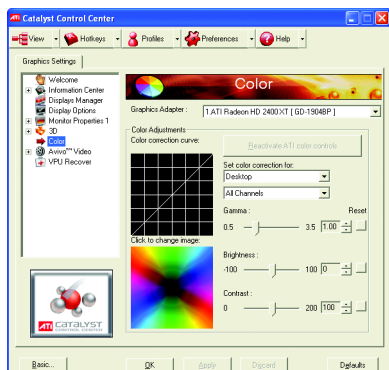 ATI Catalyst Control Center
View Hotkeys Profiles Preferences Help
Graphics Settings
Welcome
Information Center
Displays Manager
Display Options
Monitor Properties 1
3D
Color
Avivo™ Video
VPU Recover
Color
Graphics Adapter :
1.ATI Radeon HD 2400 XT [ GD-1904BP ]
Color Adjustments
Color correction curve:
Reactivate ATI color controls
Set color correction for:
Desktop
All Channels
Gamma : Reset
0.5 3.5 1.00
Click to change image:
Brightness :
-100 100 0
Contrast :
0 200 100
ATI CATALYST
CONTROL CENTER
Basic... OK Apply Discard Defaults